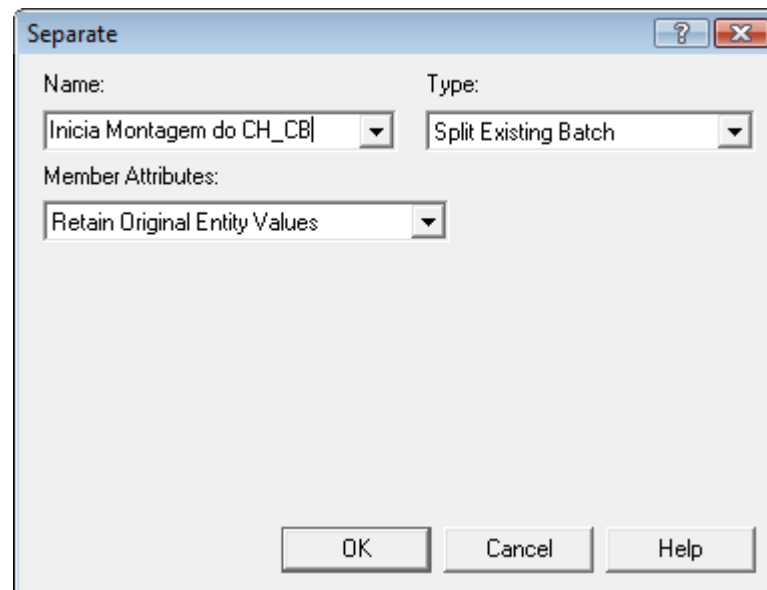 Separate
Name: Type:
Inicia Montagem do CH_CB Split Existing Batch
Member Attributes:
Retain Original Entity Values
OK Cancel Help